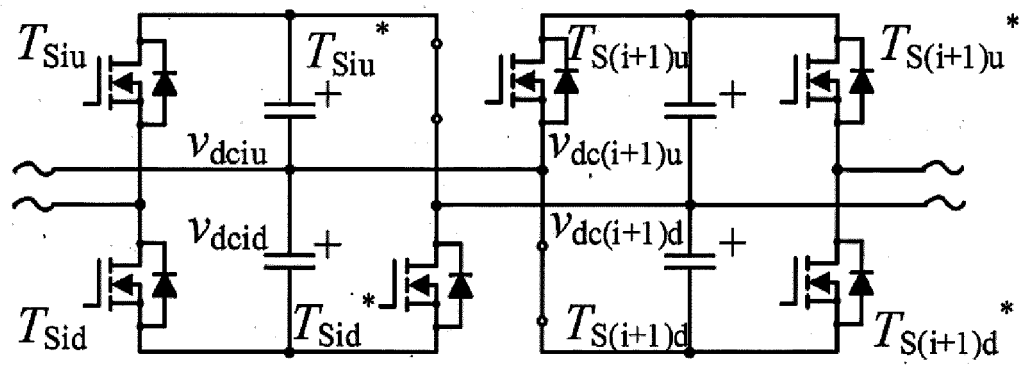 T_Siu
T_Siu*
T_S(i+1)u
T_S(i+1)u*
+
+
v_dciu
v_dc(i+1)u
v_dcid
v_dc(i+1)d
+
+
T_Sid
T_Sid*
T_S(i+1)d
T_S(i+1)d*